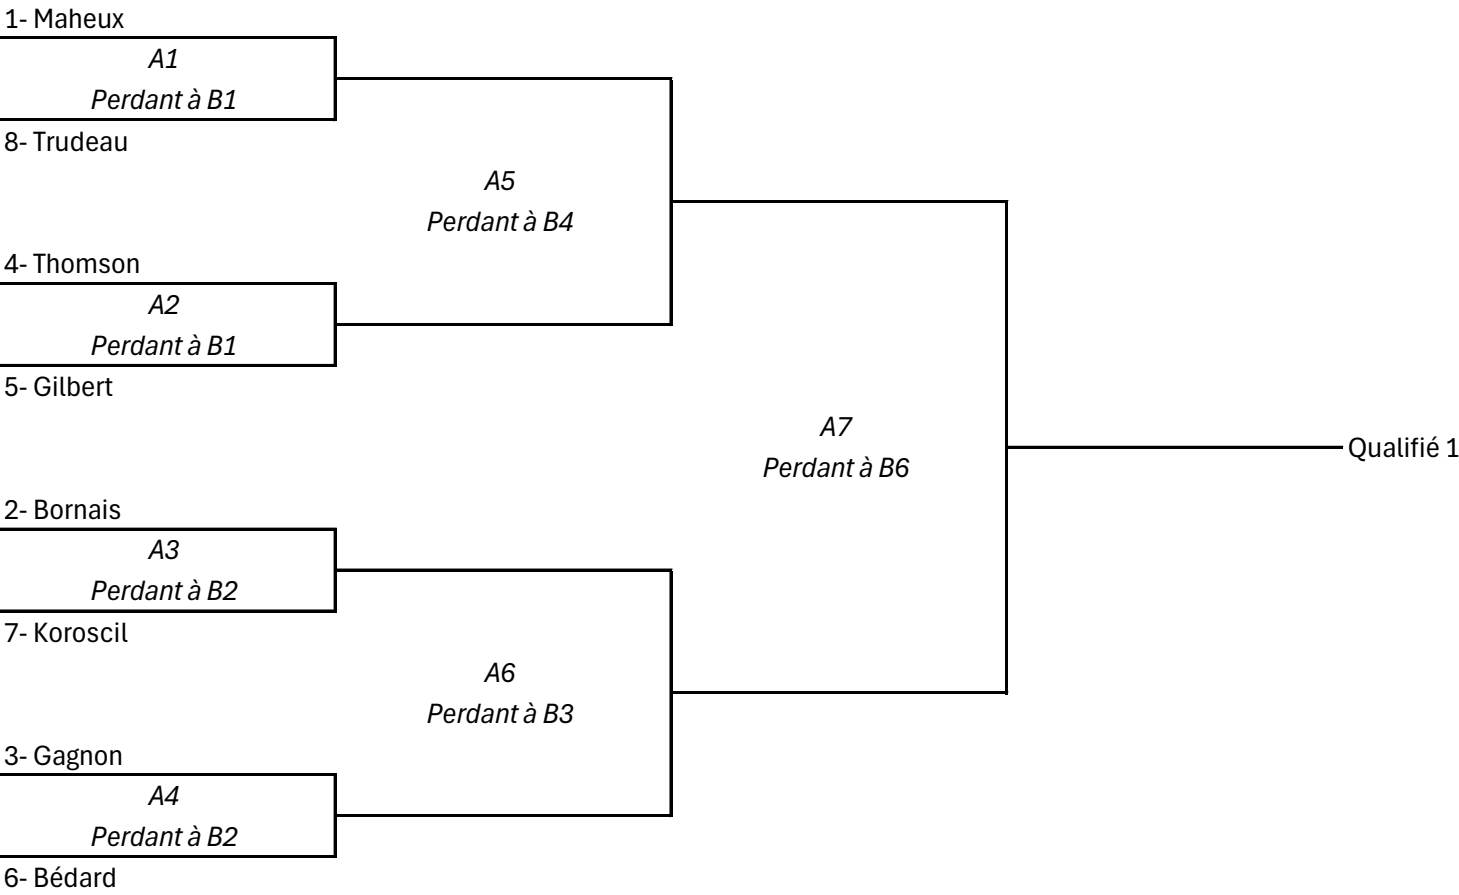 1- Maheux
A1
Perdant à B1
8- Trudeau
A5
Perdant à B4
4- Thomson
A2
Perdant à B1
5- Gilbert
A7
Perdant à B6
Qualifié 1
2- Bornais
A3
Perdant à B2
7- Koroscil
A6
Perdant à B3
3- Gagnon
A4
Perdant à B2
6- Bédard